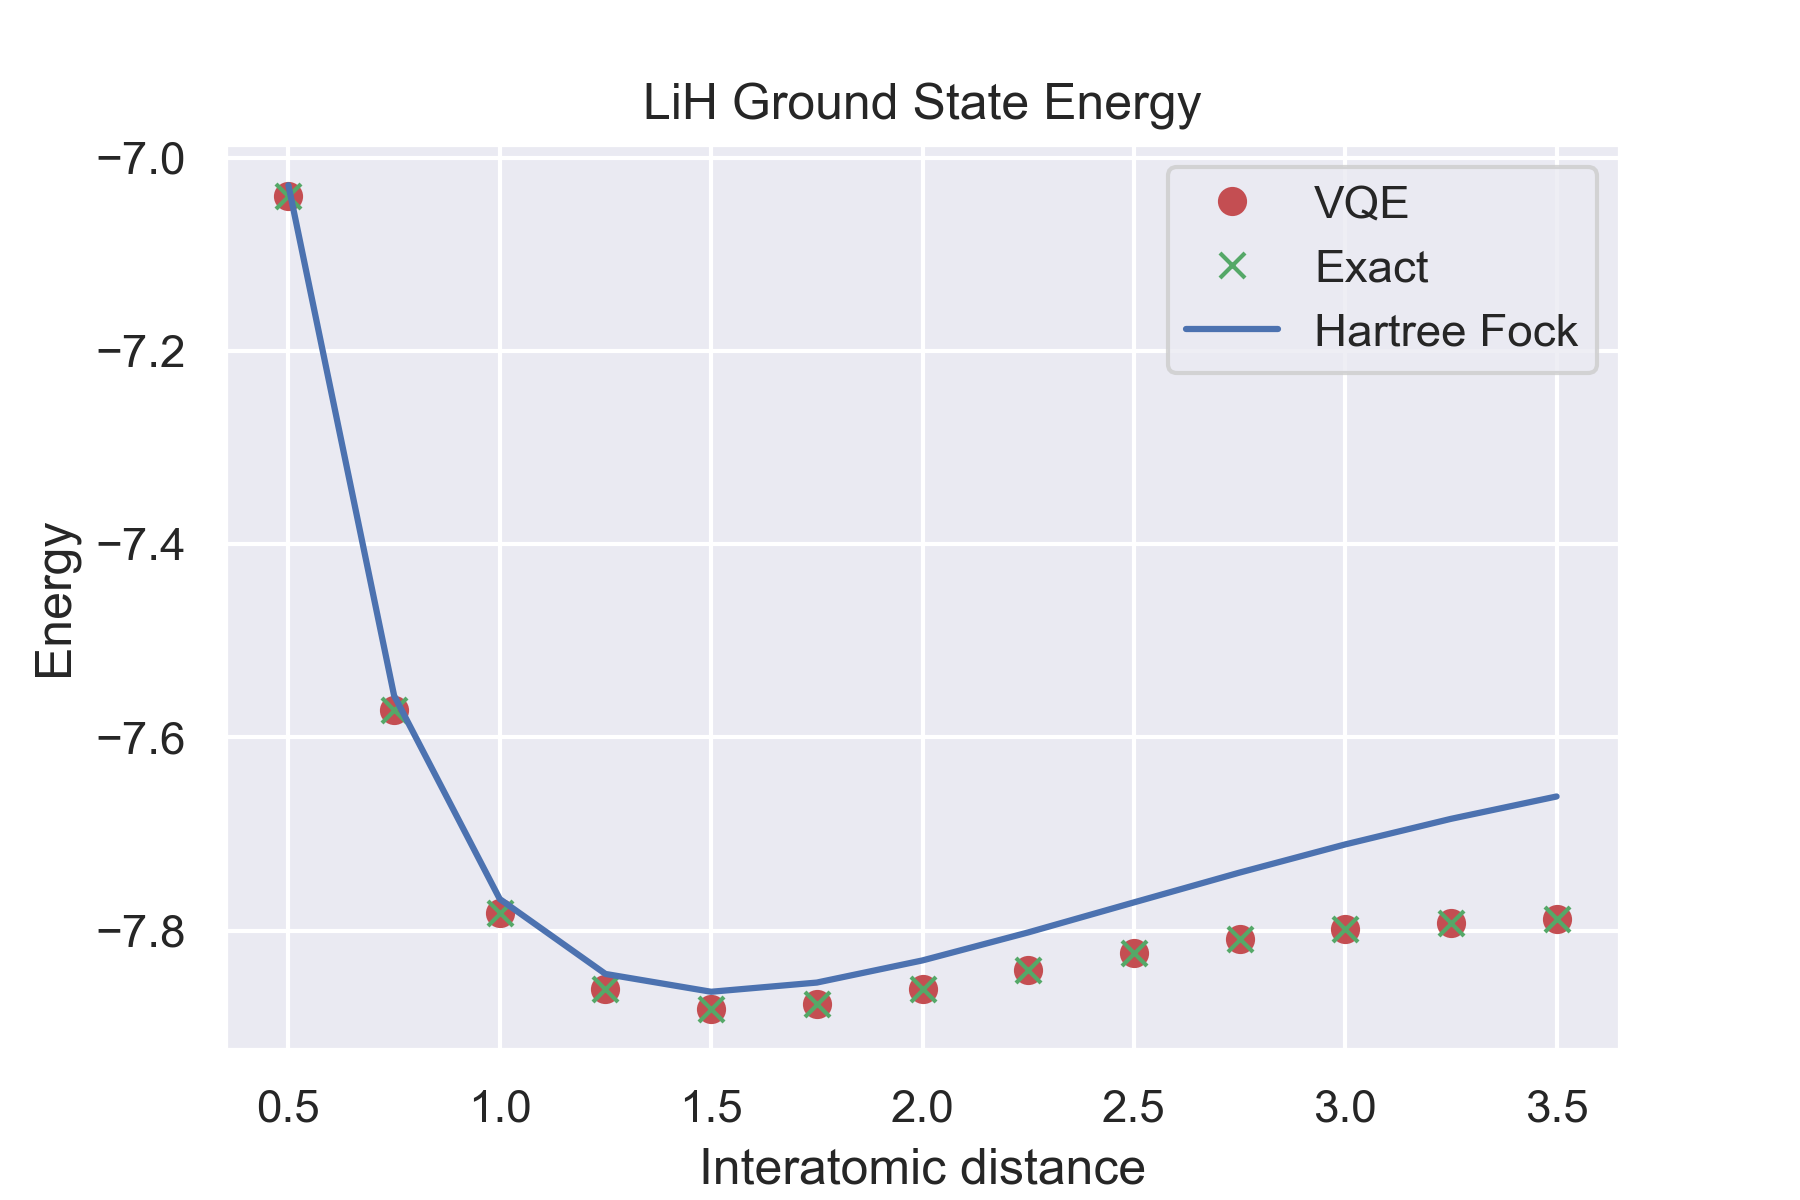 LiH Ground State Energy
−7.0
−7.2
−7.4
−7.6
−7.8
Energy
VQE
Exact
Hartree Fock
0.5 1.0 1.5 2.0 2.5 3.0 3.5
Interatomic distance